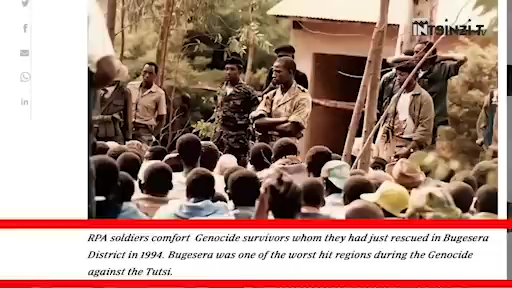 INTSINZI TV
RPA soldiers comfort Genocide survivors whom they had just rescued in Bugesera
District in 1994. Bugesera was one of the worst hit regions during the Genocide
against the Tutsi.